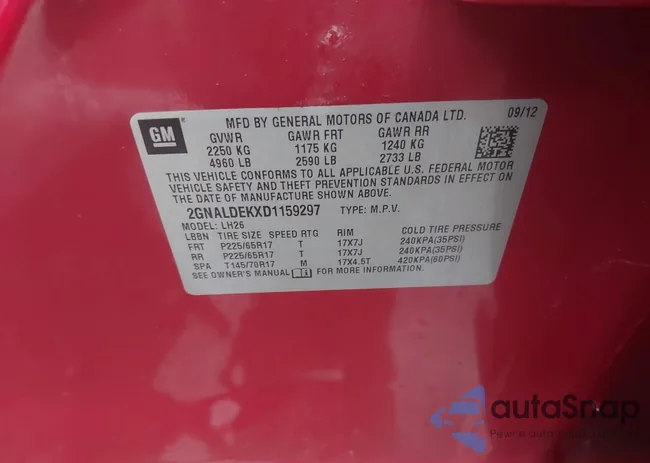 GM
MFD BY GENERAL MOTORS OF CANADA LTD. 09/12
GVWR GAWR FRT GAWR RR
2250 KG 1175 KG 1240 KG
4960 LB 2590 LB 2733 LB
THIS VEHICLE CONFORMS TO ALL APPLICABLE U.S. FEDERAL MOTOR
VEHICLE SAFETY AND THEFT PREVENTION STANDARDS IN EFFECT ON
THE DATE OF MANUFACTURE SHOWN ABOVE.
2GNALDEKXD1159297 TYPE: M.P.V.
MODEL: LH26
LBBN TIRE SIZE SPEED RTG RIM COLD TIRE PRESSURE
FRT P225/65R17 T 17X7J 240KPA(35PSI)
RR P225/65R17 T 17X7J 240KPA(35PSI)
SPA T145/70R17 M 17X4.5T 420KPA(60PSI)
SEE OWNER'S MANUAL FOR MORE INFORMATION.
autaSnap